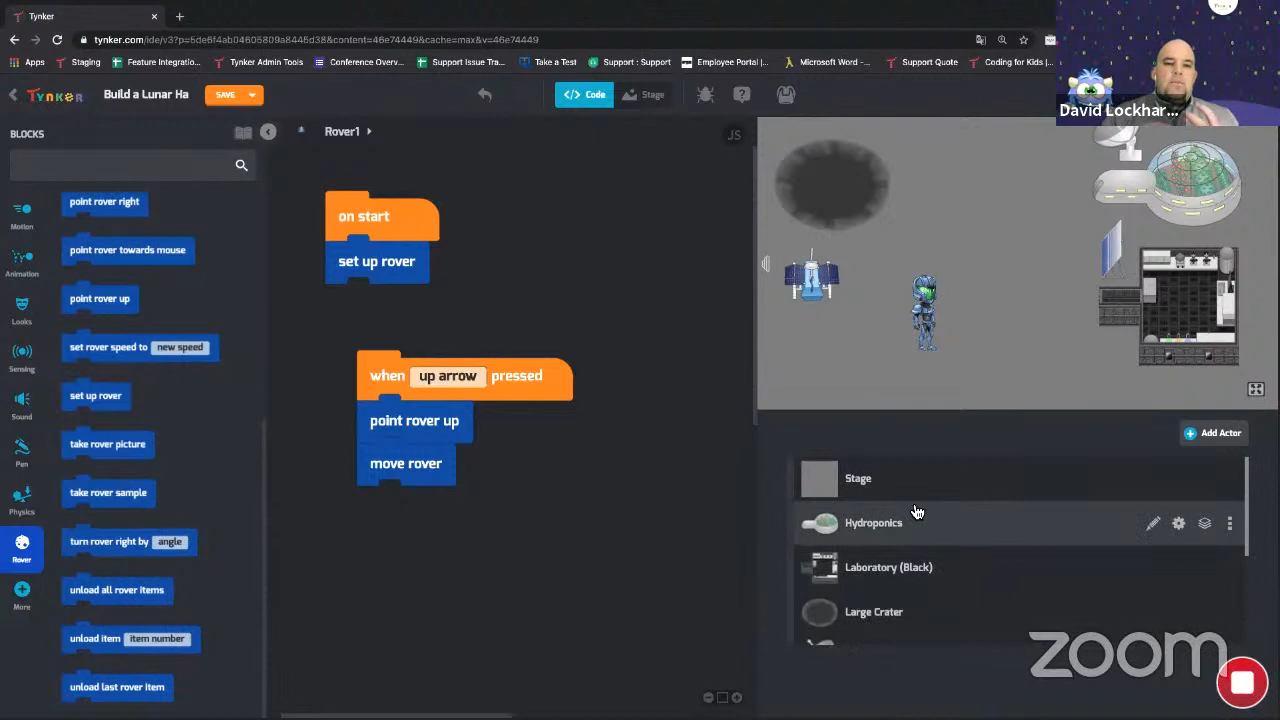 Tynker
tynker.com/ide/v3?p=5de6f4ab04605809a8445d38&content=46e74449&cache=max&v=46e74449
Apps
Staging
Feature Integratio...
Tynker Admin Tools
Conference Overv...
Support Issue Tra...
Take a Test
Support : Support
Employee Portal /...
Microsoft Word -...
Support Quote
Coding for Kids |...
David Lockhar...
TYNKER
Build a Lunar Ha
SAVE
</> Code
Stage
BLOCKS
Rover1
JS
Motion
Animation
Looks
Sensing
Sound
Pen
Physics
Rover
More
point rover right
point rover towards mouse
point rover up
set rover speed to new speed
set up rover
take rover picture
take rover sample
turn rover right by angle
unload all rover items
unload item item number
unload last rover item
on start
set up rover
when up arrow pressed
point rover up
move rover
Add Actor
Stage
Hydroponics
Laboratory (Black)
Large Crater
zoom